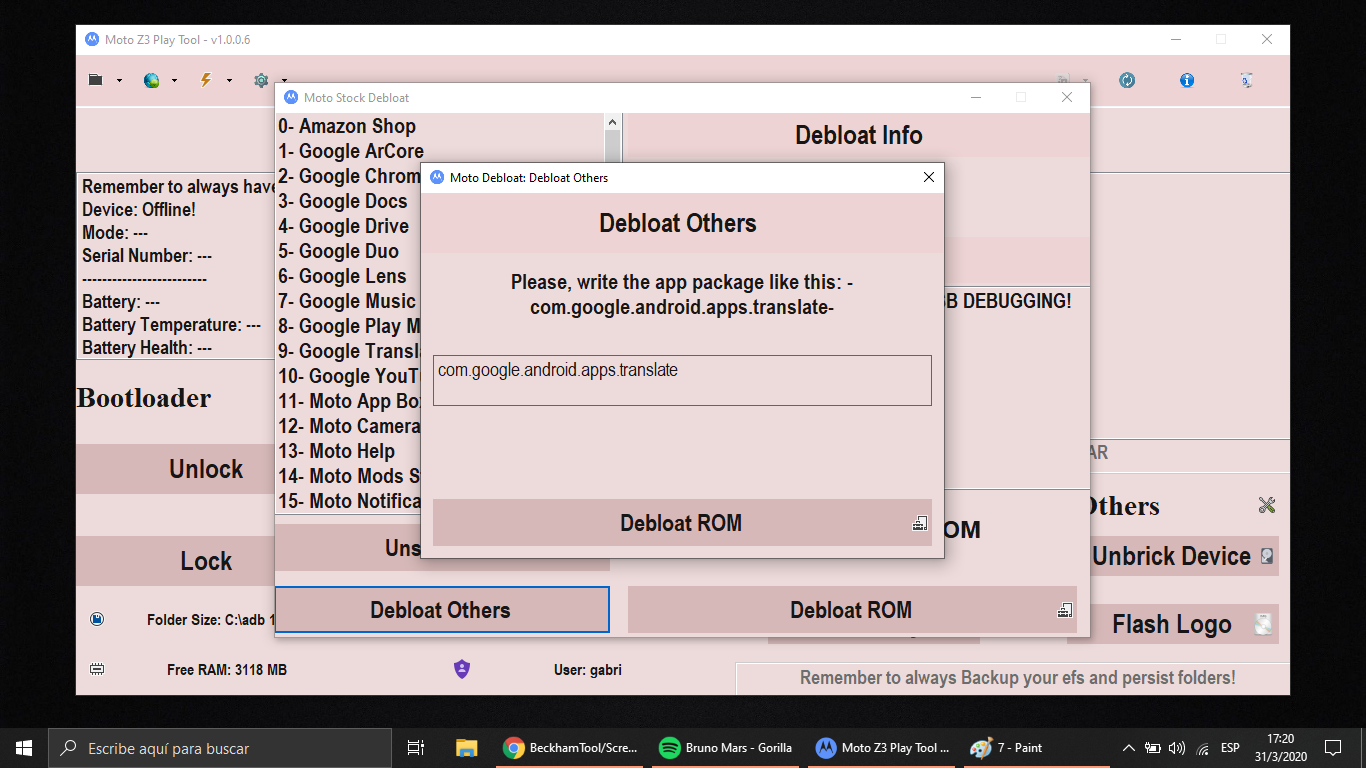 Moto Z3 Play Tool - v1.0.0.6
Moto Stock Debloat
0- Amazon Shop
1- Google ArCore
2- Google Chrom
3- Google Docs
4- Google Drive
5- Google Duo
6- Google Lens
7- Google Music
8- Google Play M
9- Google Transla
10- Google YouT
11- Moto App Box
12- Moto Camera
13- Moto Help
14- Moto Mods S
15- Moto Notifica
Debloat Info
Remember to always have
Device: Offline!
Mode: ---
Serial Number: ---
------------------------
Battery: ---
Battery Temperature: ---
Battery Health: ---
Moto Debloat: Debloat Others
Debloat Others
Please, write the app package like this: -
com.google.android.apps.translate-
com.google.android.apps.translate
Debloat ROM
B DEBUGGING!
Bootloader
Unlock
Lock
Uns
OM
Debloat Others
Debloat ROM
AR
Others
Unbrick Device
Flash Logo
Folder Size: C:\adb 1
Free RAM: 3118 MB
User: gabri
Remember to always Backup your efs and persist folders!
Escribe aquí para buscar
BeckhamTool/Scre...
Bruno Mars - Gorilla
Moto Z3 Play Tool ...
7 - Paint
ESP
17:20
31/3/2020